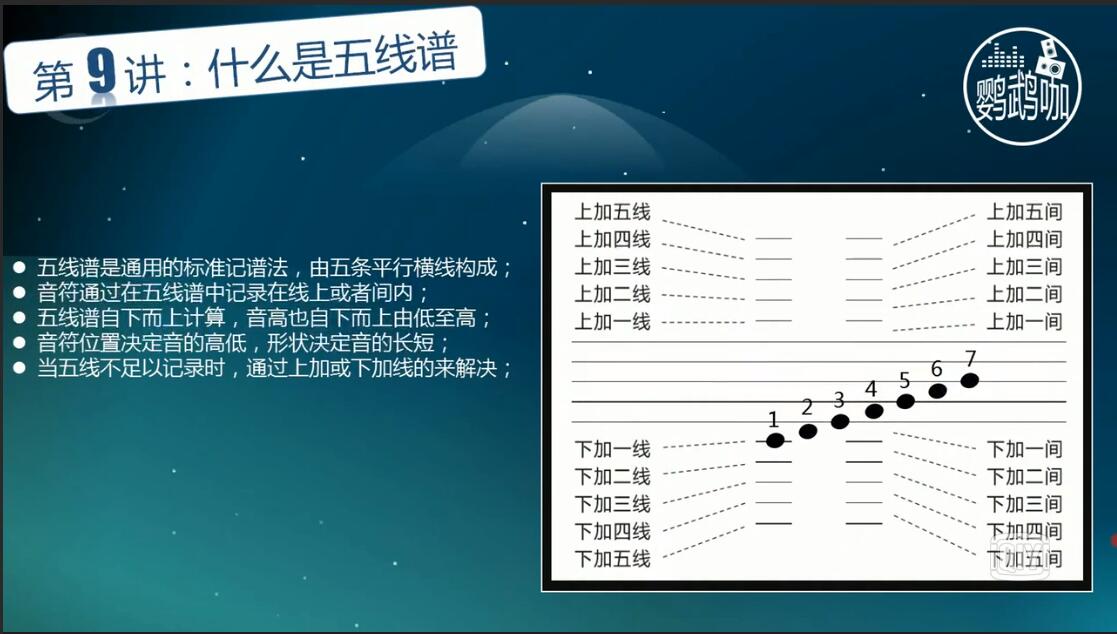 第9讲：什么是五线谱
鹦鹉咖
五线谱是通用的标准记谱法，由五条平行横线构成；
音符通过在五线谱中记录在线上或者间内；
五线谱自下而上计算，音高也自下而上由低至高；
音符位置决定音的高低，形状决定音的长短；
当五线不足以记录时，通过上加或下加线的来解决；
上加五线 上加五间
上加四线 上加四间
上加三线 上加三间
上加二线 上加二间
上加一线 上加一间
1 2 3 4 5 6 7
下加一线 下加一间
下加二线 下加二间
下加三线 下加三间
下加四线 下加四间
下加五线 下加五间
QIYI